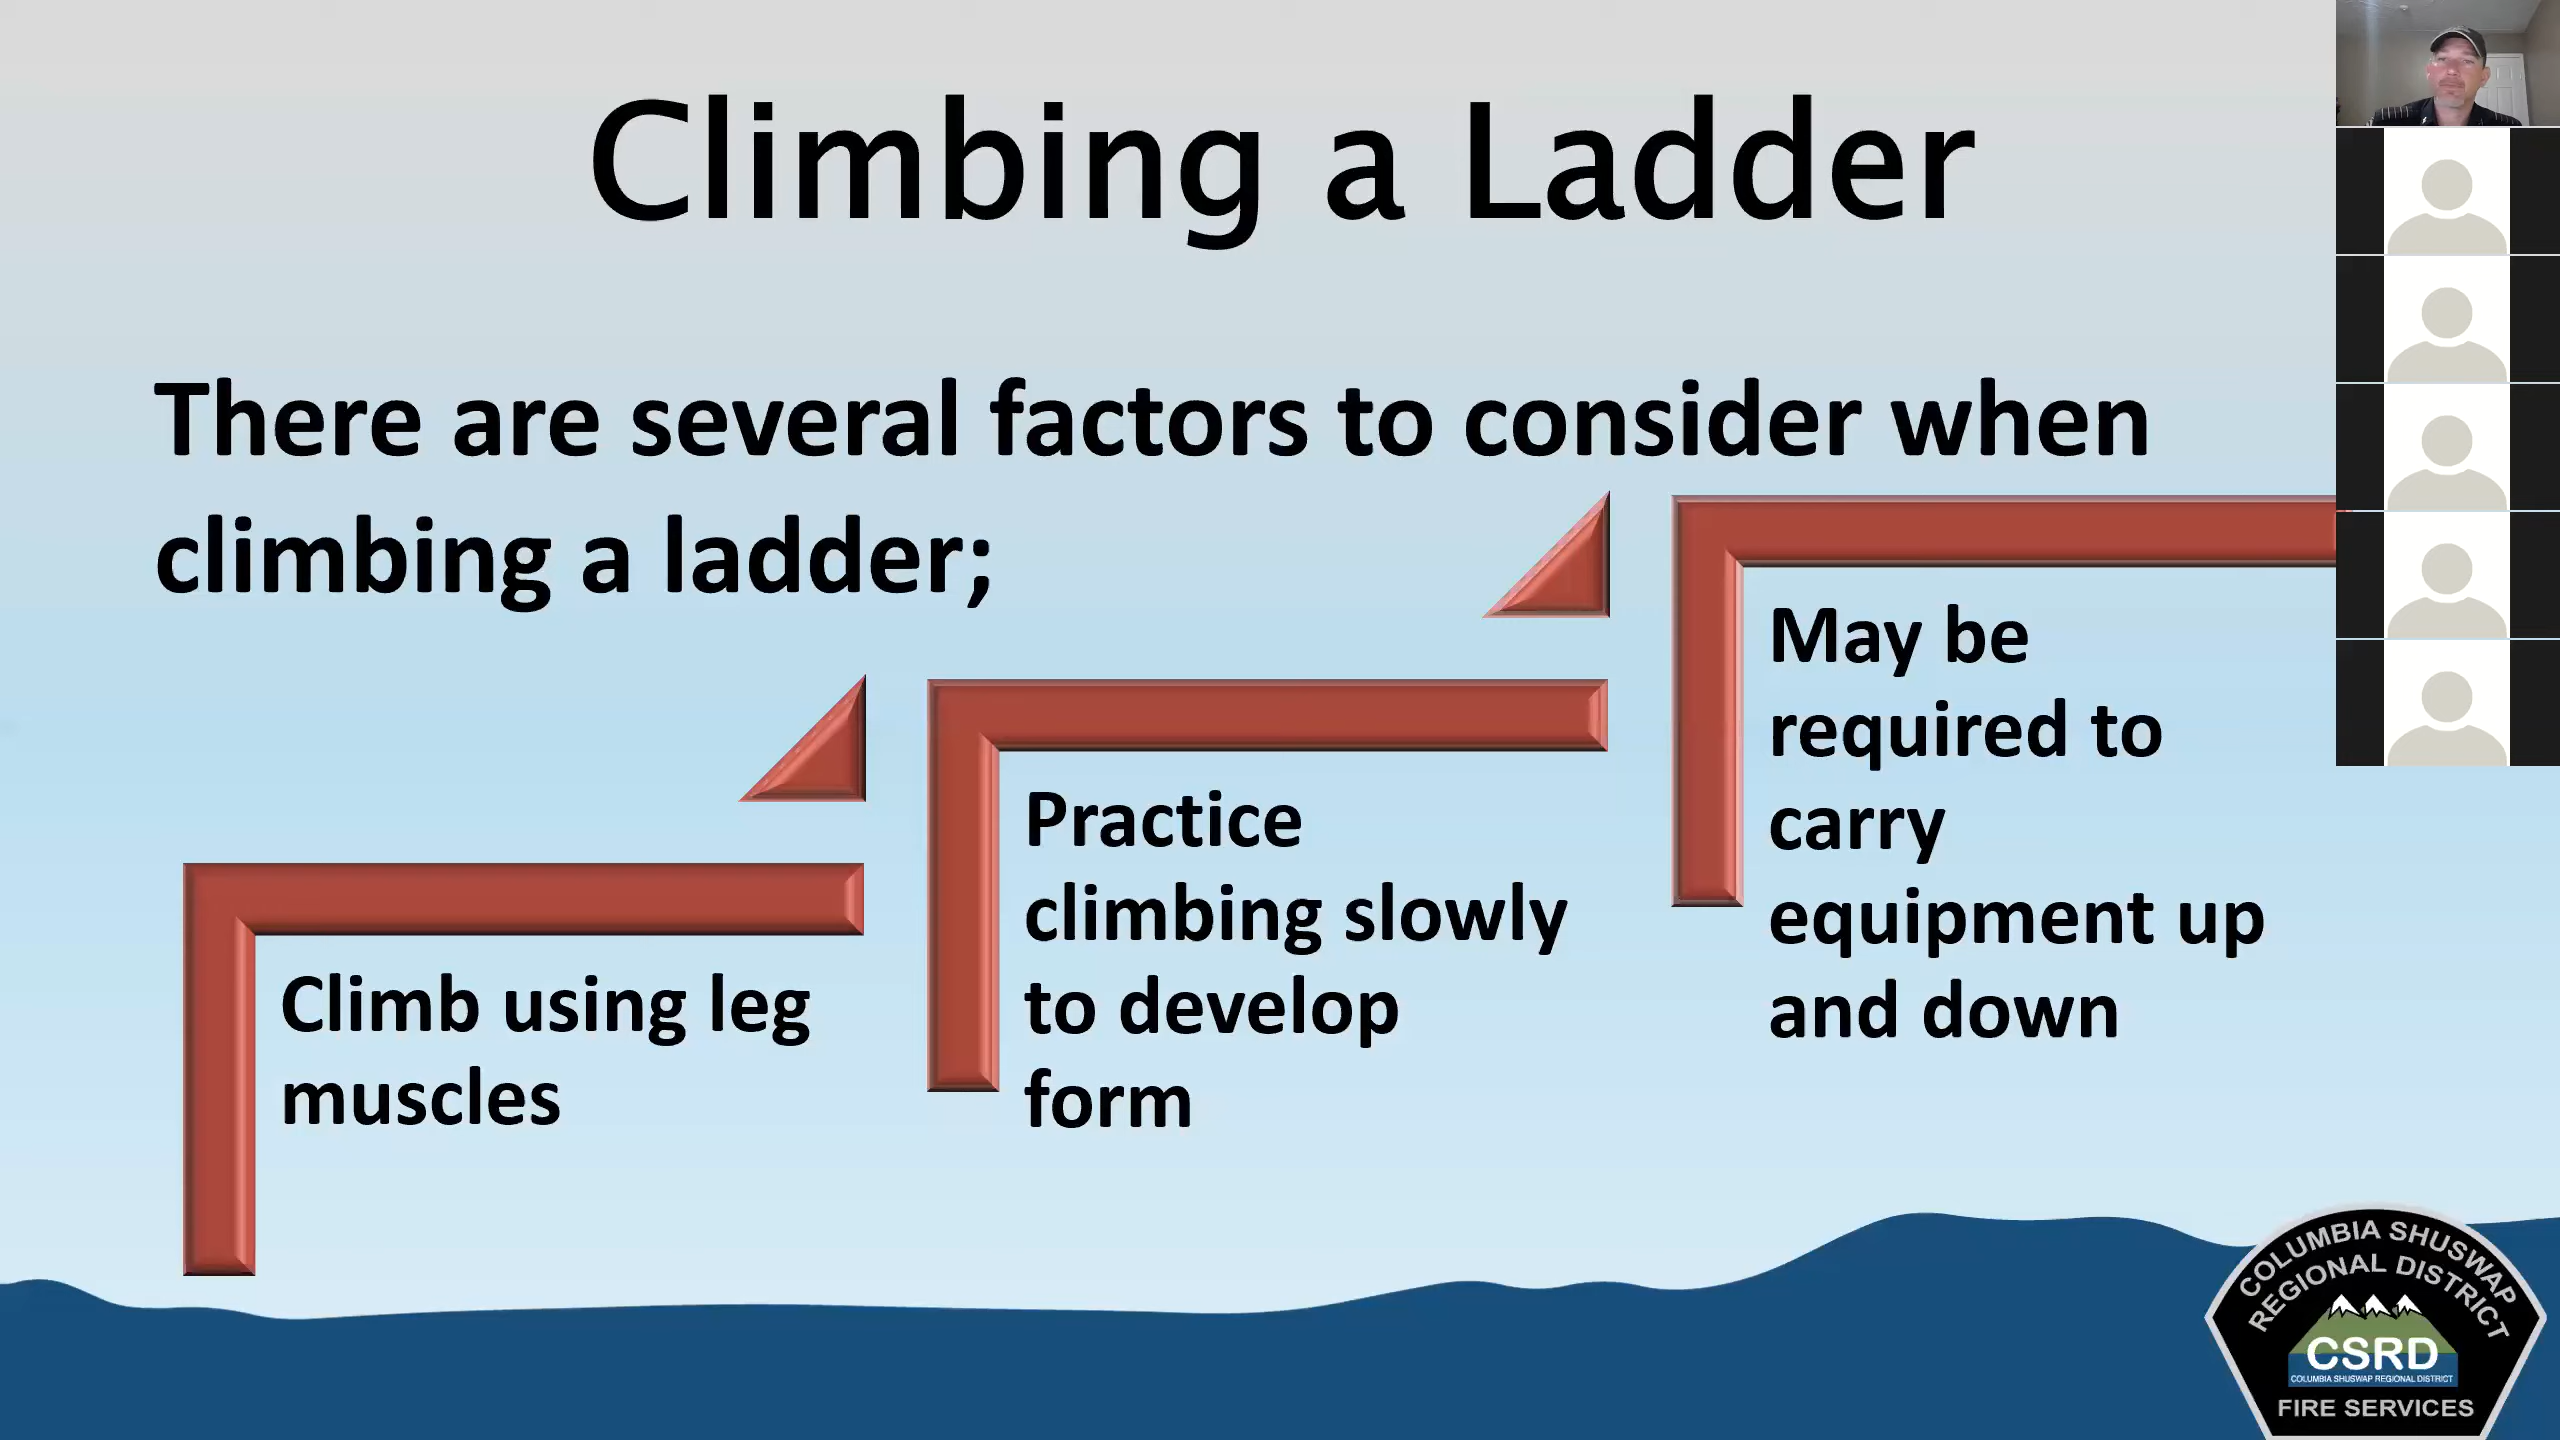 Climbing a Ladder
There are several factors to consider when
climbing a ladder;
Climb using leg
muscles
Practice
climbing slowly
to develop
form
May be
required to
carry
equipment up
and down
COLUMBIA SHUSWAP
REGIONAL DISTRICT
CSRD
COLUMBIA SHUSWAP REGIONAL DISTRICT
FIRE SERVICES